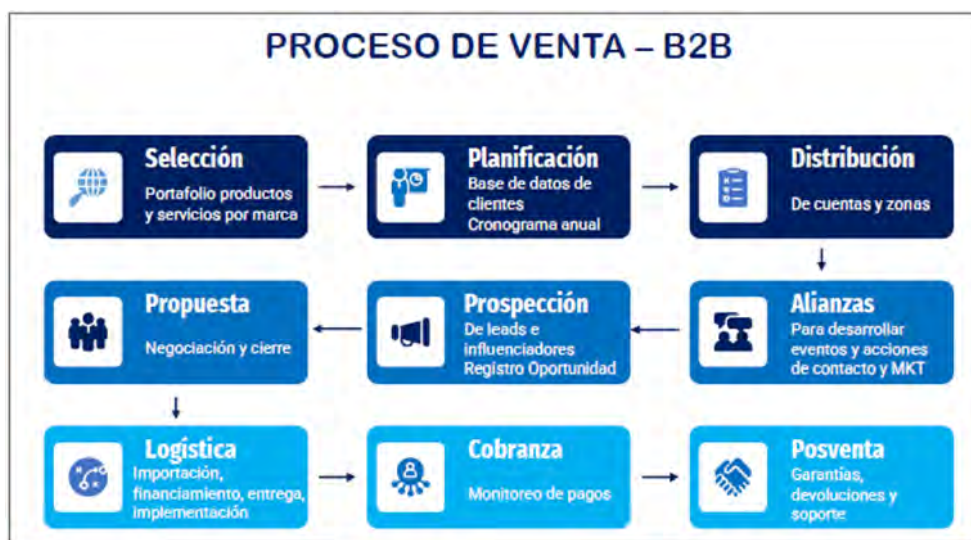 PROCESO DE VENTA – B2B
Selección
Portafolio productos
y servicios por marca
Planificación
Base de datos de
clientes
Cronograma anual
Distribución
De cuentas y zonas
Alianzas
Para desarrollar
eventos y acciones
de contacto y MKT
Prospección
De leads e
influenciadores
Registro Oportunidad
Propuesta
Negociación y cierre
Logística
Importación,
financiamiento, entrega,
implementación
Cobranza
Monitoreo de pagos
Posventa
Garantías,
devoluciones y
soporte